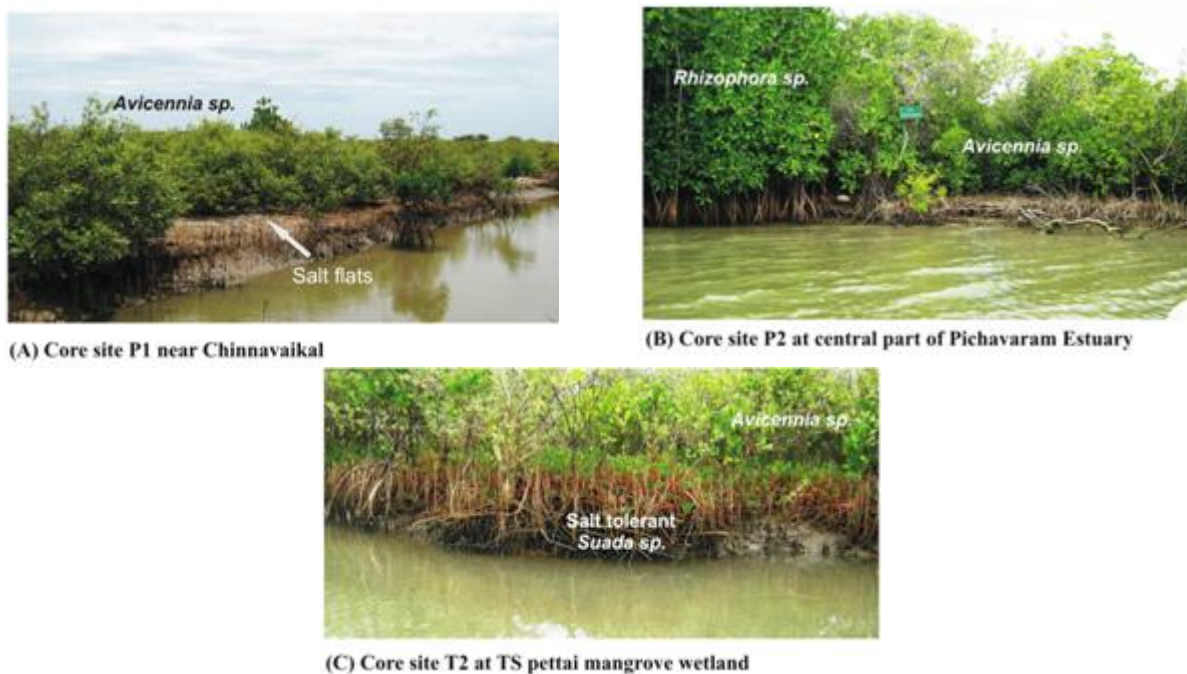 Avicennia sp.
Salt flats
(A) Core site P1 near Chinnavaikal
Rhizophora sp.
Avicennia sp.
(B) Core site P2 at central part of Pichavaram Estuary
Avicennia sp.
Salt tolerant
Suada sp.
(C) Core site T2 at TS pettai mangrove wetland